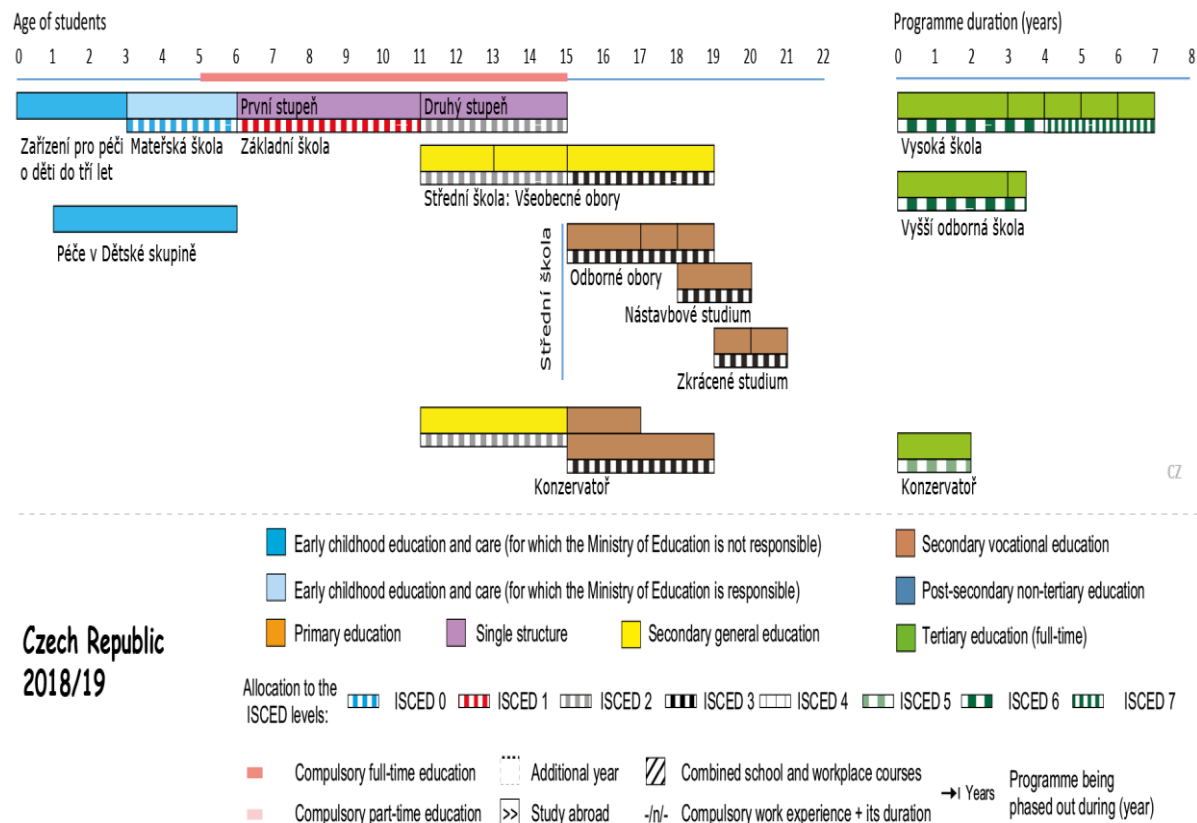 Age of students
Programme duration (years)
0 1 2 3 4 5 6 7 8 9 10 11 12 13 14 15 16 17 18 19 20 21 22
0 1 2 3 4 5 6 7 8
První stupeň
Druhý stupeň
Zařízení pro péči
o děti do tří let
Mateřská škola
Základní škola
Vysoká škola
Střední škola: Všeobecné obory
Vyšší odborná škola
Péče v Dětské skupině
Střední škola
Odborné obory
Nástavbové studium
Zkrácené studium
Konzervatoř
Konzervatoř
CZ
Early childhood education and care (for which the Ministry of Education is not responsible)
Secondary vocational education
Early childhood education and care (for which the Ministry of Education is responsible)
Post-secondary non-tertiary education
Primary education
Single structure
Secondary general education
Tertiary education (full-time)
Czech Republic
2018/19
Allocation to the
ISCED levels:
ISCED 0
ISCED 1
ISCED 2
ISCED 3
ISCED 4
ISCED 5
ISCED 6
ISCED 7
Compulsory full-time education
Additional year
Combined school and workplace courses
Years
Programme being
phased out during (year)
Compulsory part-time education
>> Study abroad
-/n/- Compulsory work experience + its duration